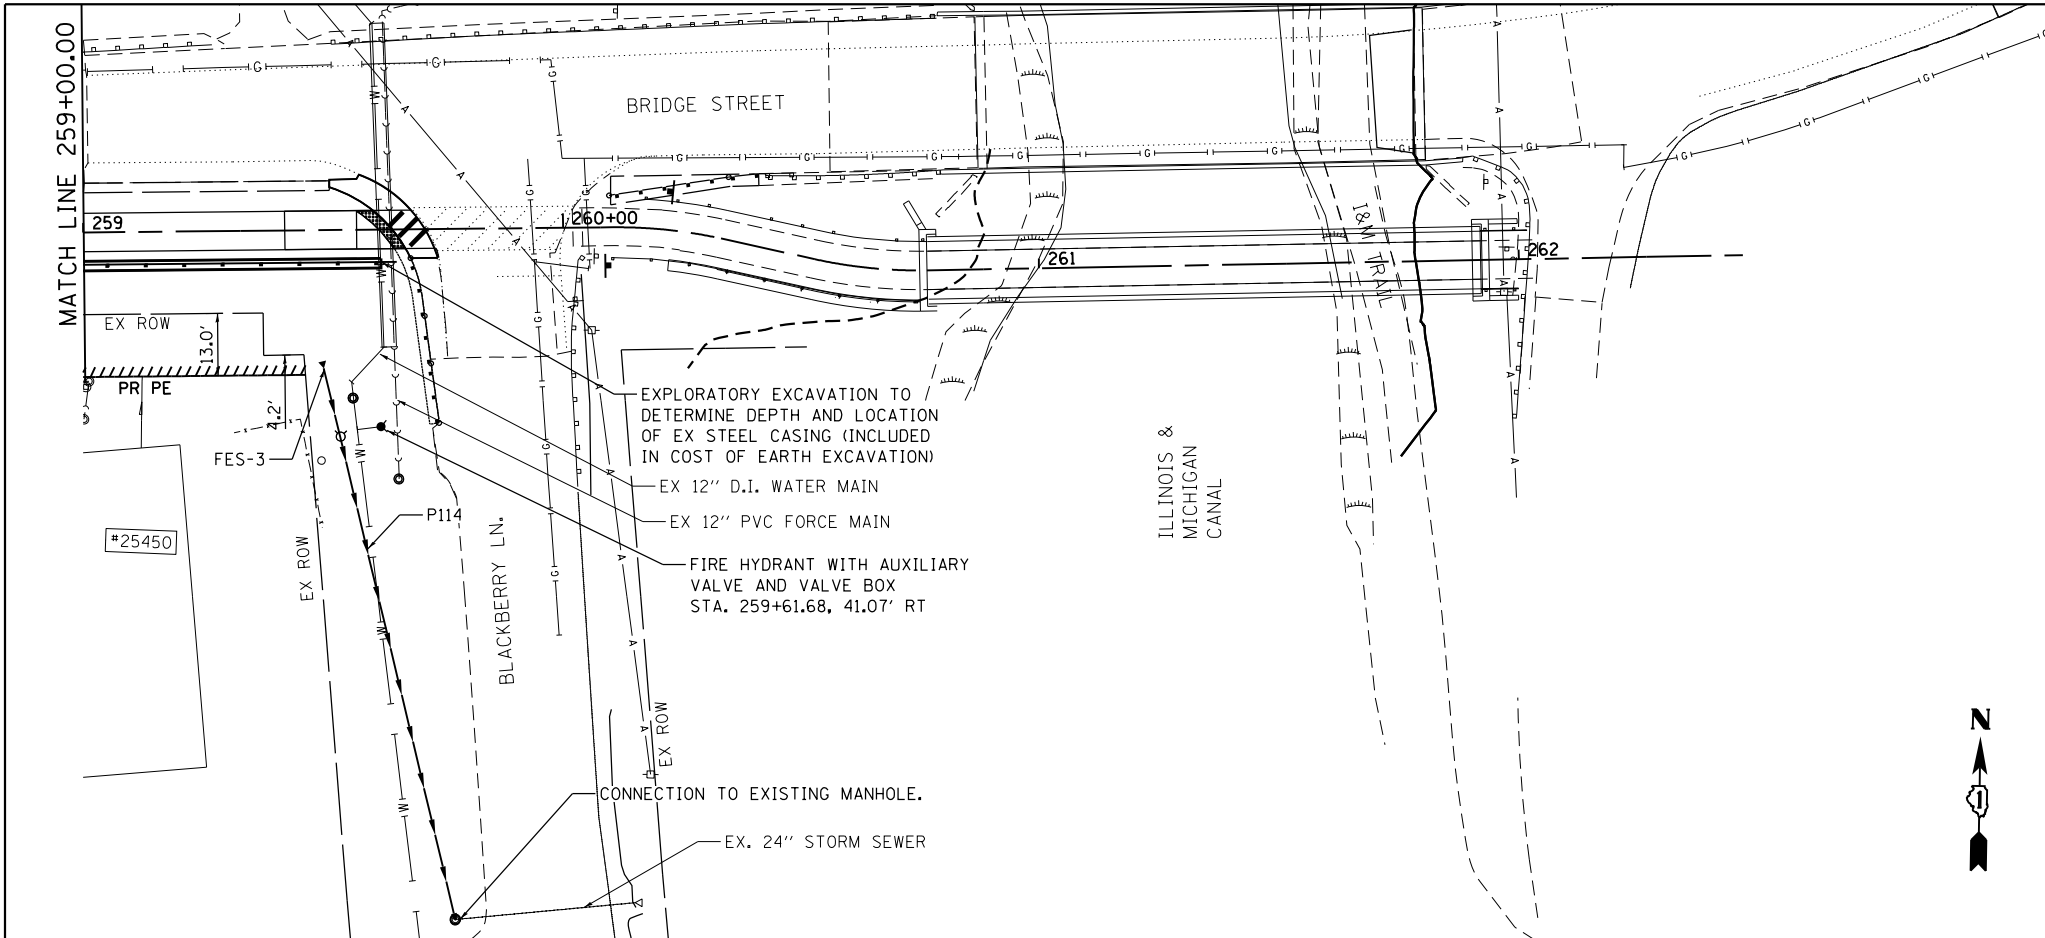 MATCH LINE 259+00.00
BRIDGE STREET
259
260+00
261
262
I&M TRAIL
EX ROW
13.0'
4.2'
PR PE
FES-3
P114
#25450
EX ROW
BLACKBERRY LN.
EX ROW
EXPLORATORY EXCAVATION TO
DETERMINE DEPTH AND LOCATION
OF EX STEEL CASING (INCLUDED
IN COST OF EARTH EXCAVATION)
EX 12" D.I. WATER MAIN
EX 12" PVC FORCE MAIN
FIRE HYDRANT WITH AUXILIARY
VALVE AND VALVE BOX
STA. 259+61.68, 41.07' RT
ILLINOIS &
MICHIGAN
CANAL
CONNECTION TO EXISTING MANHOLE.
EX. 24" STORM SEWER
N